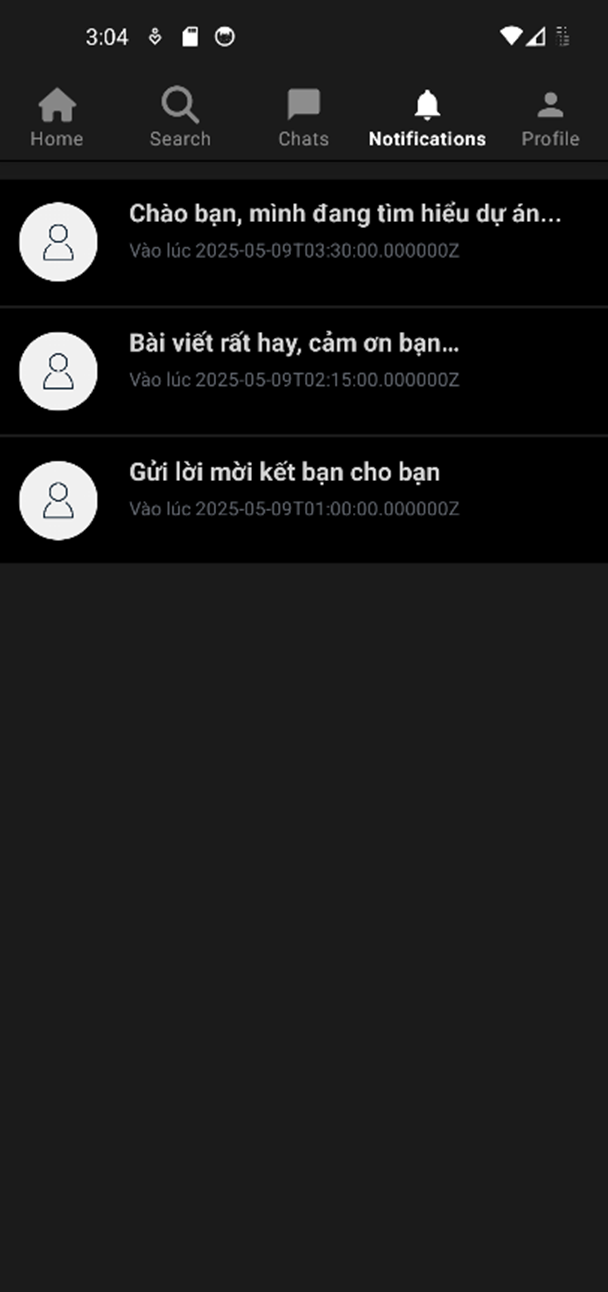 3:04
Home Search Chats Notifications Profile
Chào bạn, mình đang tìm hiểu dự án...
Vào lúc 2025-05-09T03:30:00.000000Z
Bài viết rất hay, cảm ơn bạn...
Vào lúc 2025-05-09T02:15:00.000000Z
Gửi lời mời kết bạn cho bạn
Vào lúc 2025-05-09T01:00:00.000000Z